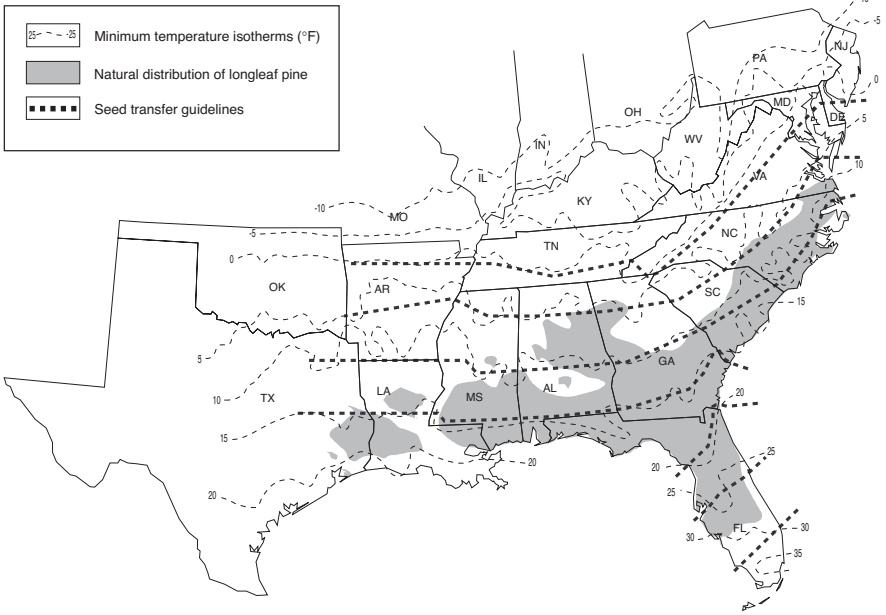 25 -25 Minimum temperature isotherms (°F)
Natural distribution of longleaf pine
Seed transfer guidelines
-10
-5
NJ
PA
0
MD
D
DE
5
OH
WV
IN
VA
10
IL
KY
-10
MO
-5
NC
TN
0
OK
AR
SC
15
5
GA
TX
LA
MS
AL
10
20
15
20
25
20
20
25
FL
30
30
35